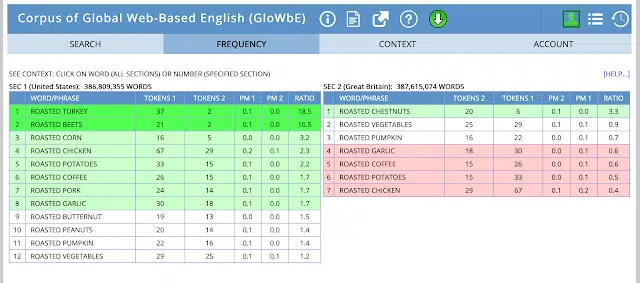 Corpus of Global Web-Based English (GloWbE)
SEARCH FREQUENCY CONTEXT ACCOUNT
SEE CONTEXT: CLICK ON WORD (ALL SECTIONS) OR NUMBER (SPECIFIED SECTION) [HELP...]
SEC 1 (United States): 386,809,355 WORDS
WORD/PHRASE TOKENS 1 TOKENS 2 PM 1 PM 2 RATIO
1 ROASTED TURKEY 37 2 0.1 0.0 18.5
2 ROASTED BEETS 21 2 0.1 0.0 10.5
3 ROASTED CORN 16 5 0.0 0.0 3.2
4 ROASTED CHICKEN 67 29 0.2 0.1 2.3
5 ROASTED POTATOES 33 15 0.1 0.0 2.2
6 ROASTED COFFEE 26 15 0.1 0.0 1.7
7 ROASTED PORK 24 14 0.1 0.0 1.7
8 ROASTED GARLIC 30 18 0.1 0.0 1.7
9 ROASTED BUTTERNUT 19 13 0.0 0.0 1.5
10 ROASTED PEANUTS 20 14 0.1 0.0 1.4
11 ROASTED PUMPKIN 22 16 0.1 0.0 1.4
12 ROASTED VEGETABLES 29 25 0.1 0.1 1.2
SEC 2 (Great Britain): 387,615,074 WORDS
WORD/PHRASE TOKENS 2 TOKENS 1 PM 2 PM 1 RATIO
1 ROASTED CHESTNUTS 20 6 0.1 0.0 3.3
2 ROASTED VEGETABLES 25 29 0.1 0.1 0.9
3 ROASTED PUMPKIN 16 22 0.0 0.1 0.7
4 ROASTED GARLIC 18 30 0.0 0.1 0.6
5 ROASTED COFFEE 15 26 0.0 0.1 0.6
6 ROASTED POTATOES 15 33 0.0 0.1 0.5
7 ROASTED CHICKEN 29 67 0.1 0.2 0.4